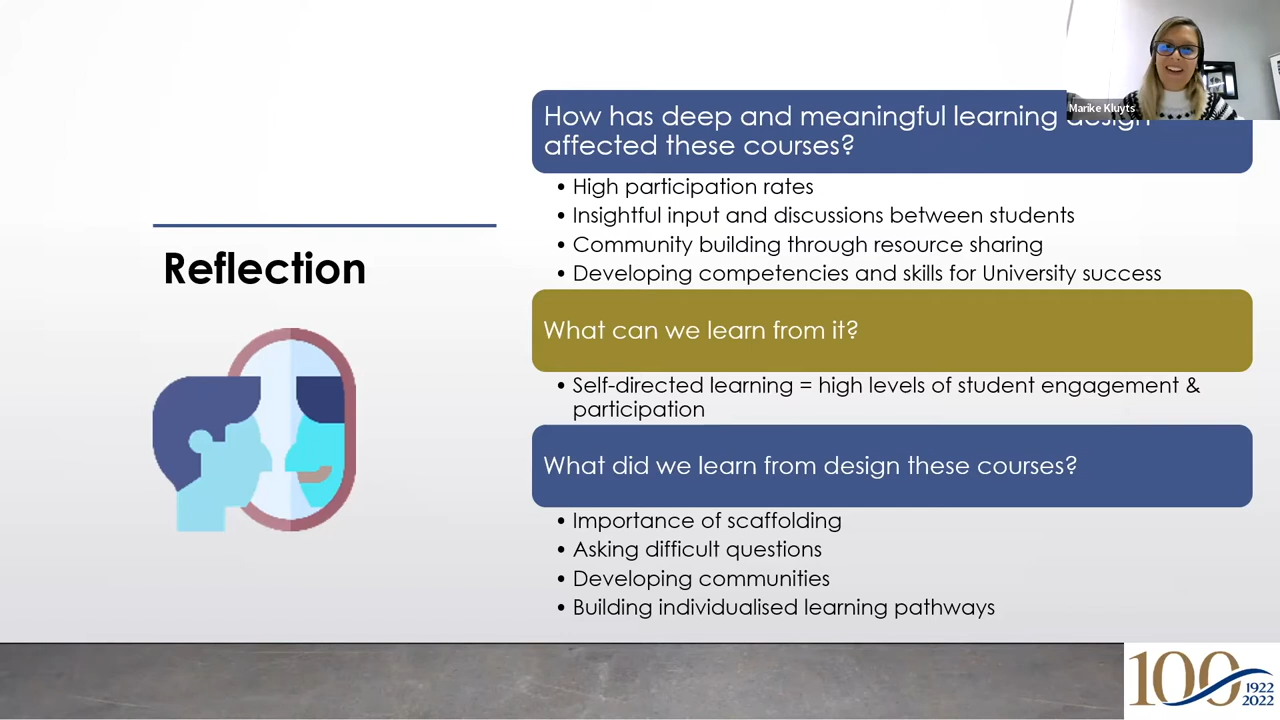 Marike Kluyts
How has deep and meaningful learning design
affected these courses?
• High participation rates
• Insightful input and discussions between students
• Community building through resource sharing
• Developing competencies and skills for University success
Reflection
What can we learn from it?
• Self-directed learning = high levels of student engagement &
participation
What did we learn from design these courses?
• Importance of scaffolding
• Asking difficult questions
• Developing communities
• Building individualised learning pathways
100
1922
2022